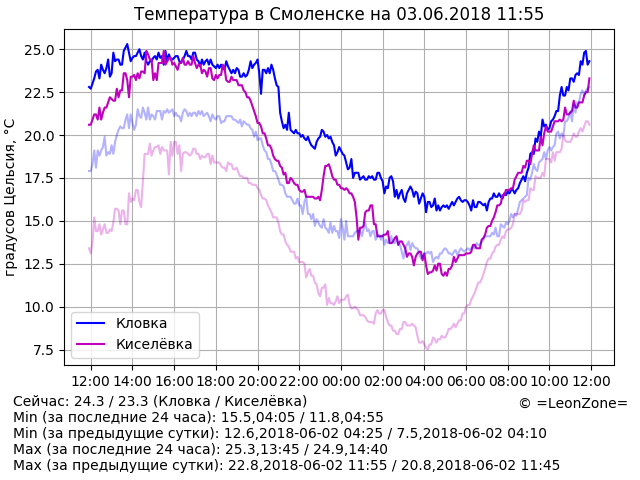 Температура в Смоленске на 03.06.2018 11:55
градусов Цельсия, °C
25.0
22.5
20.0
17.5
15.0
12.5
10.0
7.5
Кловка
Киселёвка
12:00 14:00 16:00 18:00 20:00 22:00 00:00 02:00 04:00 06:00 08:00 10:00 12:00
Сейчас: 24.3 / 23.3 (Кловка / Киселёвка)
© =LeonZone=
Min (за последние 24 часа): 15.5,04:05 / 11.8,04:55
Min (за предыдущие сутки): 12.6,2018-06-02 04:25 / 7.5,2018-06-02 04:10
Max (за последние 24 часа): 25.3,13:45 / 24.9,14:40
Max (за предыдущие сутки): 22.8,2018-06-02 11:55 / 20.8,2018-06-02 11:45